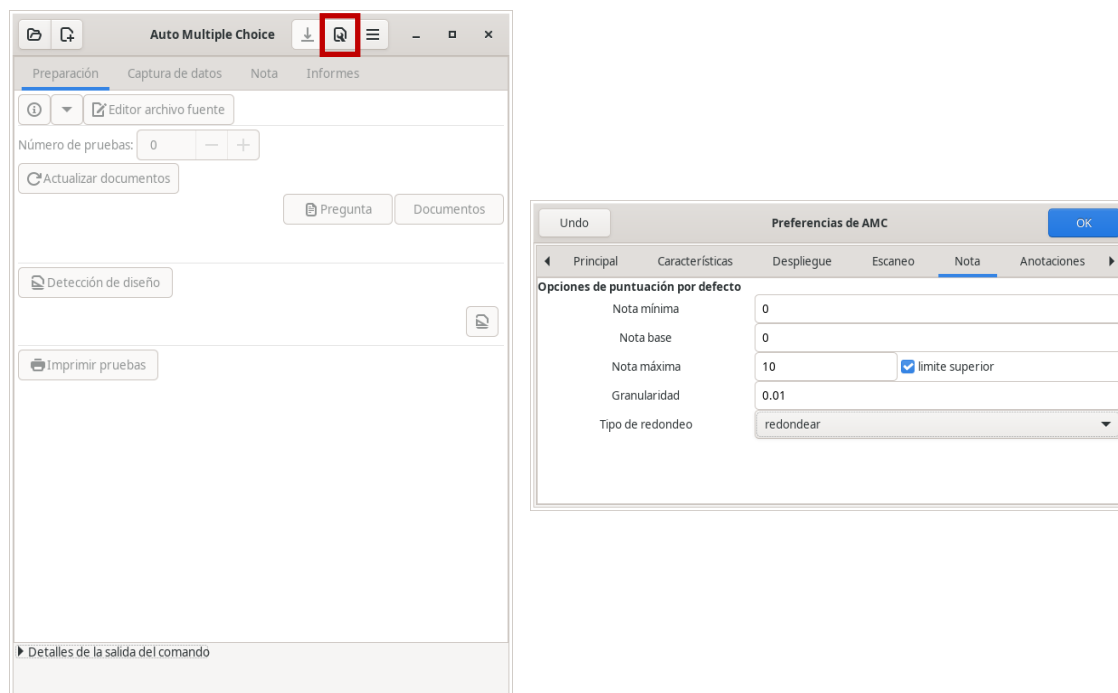 Auto Multiple Choice
Preparación Captura de datos Nota Informes
Editor archivo fuente
Número de pruebas: 0
Actualizar documentos
Pregunta Documentos
Detección de diseño
Imprimir pruebas
Detalles de la salida del comando
Undo Preferencias de AMC OK
Principal Características Despliegue Escaneo Nota Anotaciones
Opciones de puntuación por defecto
Nota mínima 0
Nota base 0
Nota máxima 10 limite superior
Granularidad 0.01
Tipo de redondeo redondear